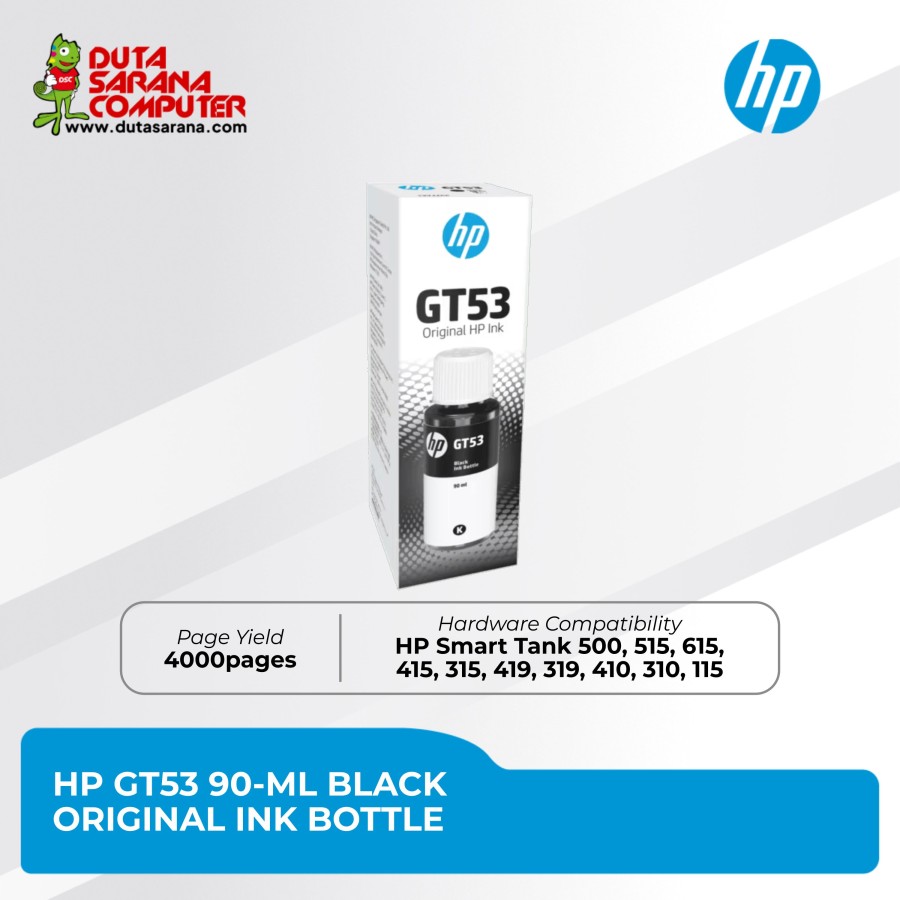 DUTA
SARANA
COMPUTER
www.dutasarana.com
DSC
hp
GT53
hp
GT53
Original HP Ink
hp
GT53
Black
Ink Bottle
90 ml
K
Page Yield
4000pages
Hardware Compatibility
HP Smart Tank 500, 515, 615,
415, 315, 419, 319, 410, 310, 115
HP GT53 90-ML BLACK
ORIGINAL INK BOTTLE